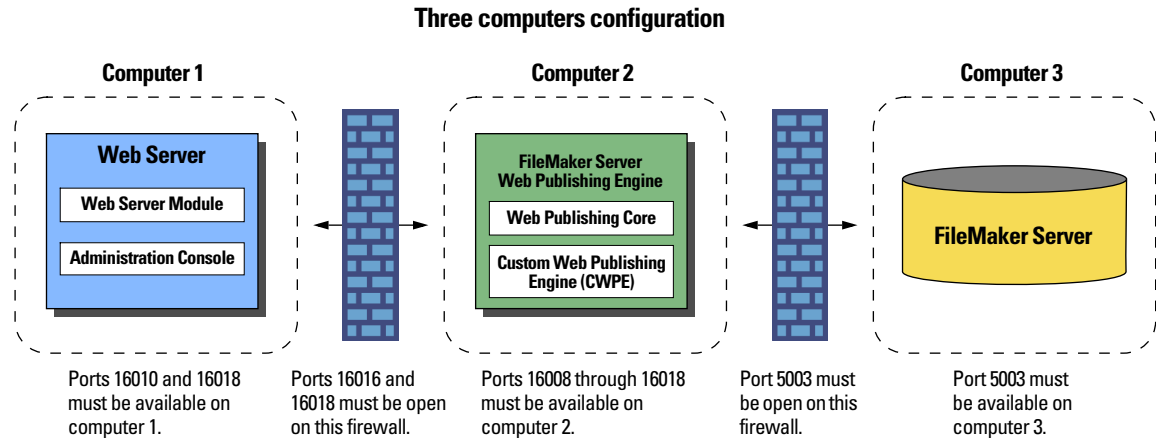 Three computers configuration
Computer 1
Web Server
Web Server Module
Administration Console
Ports 16010 and 16018
must be available on
computer 1.
Ports 16016 and
16018 must be open
on this firewall.
Computer 2
FileMaker Server
Web Publishing Engine
Web Publishing Core
Custom Web Publishing
Engine (CWPE)
Ports 16008 through 16018
must be available on
computer 2.
Port 5003 must
be open on this
firewall.
Computer 3
FileMaker Server
Port 5003 must
be available on
computer 3.